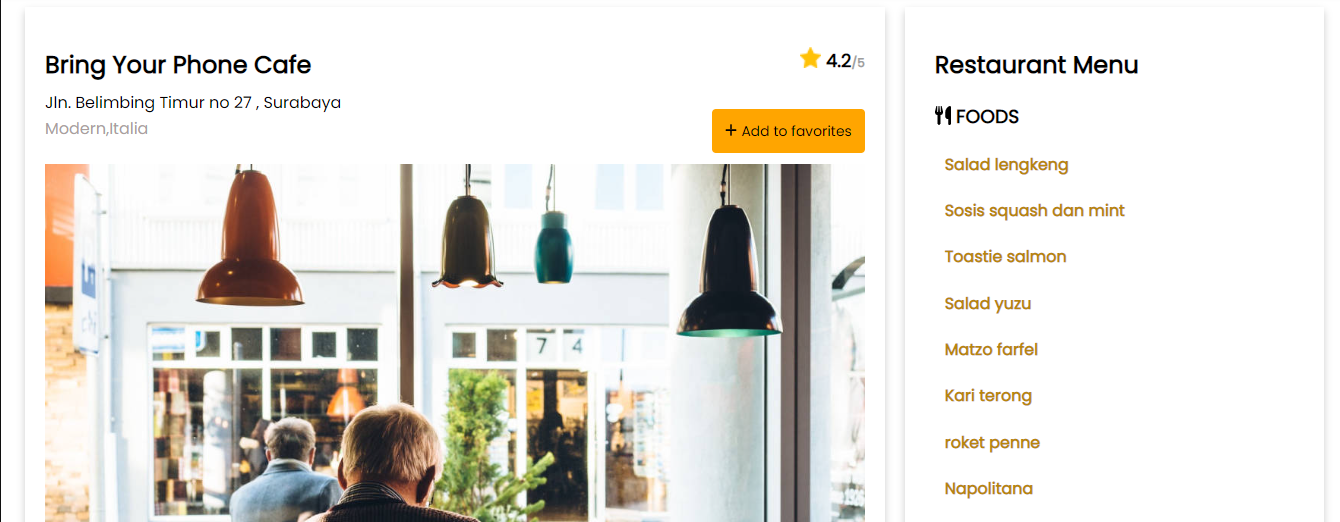 Bring Your Phone Cafe
4.2/5
Jln. Belimbing Timur no 27 , Surabaya
Modern,Italia
+ Add to favorites
7 4
Restaurant Menu
FOODS
Salad lengkeng
Sosis squash dan mint
Toastie salmon
Salad yuzu
Matzo farfel
Kari terong
roket penne
Napolitana